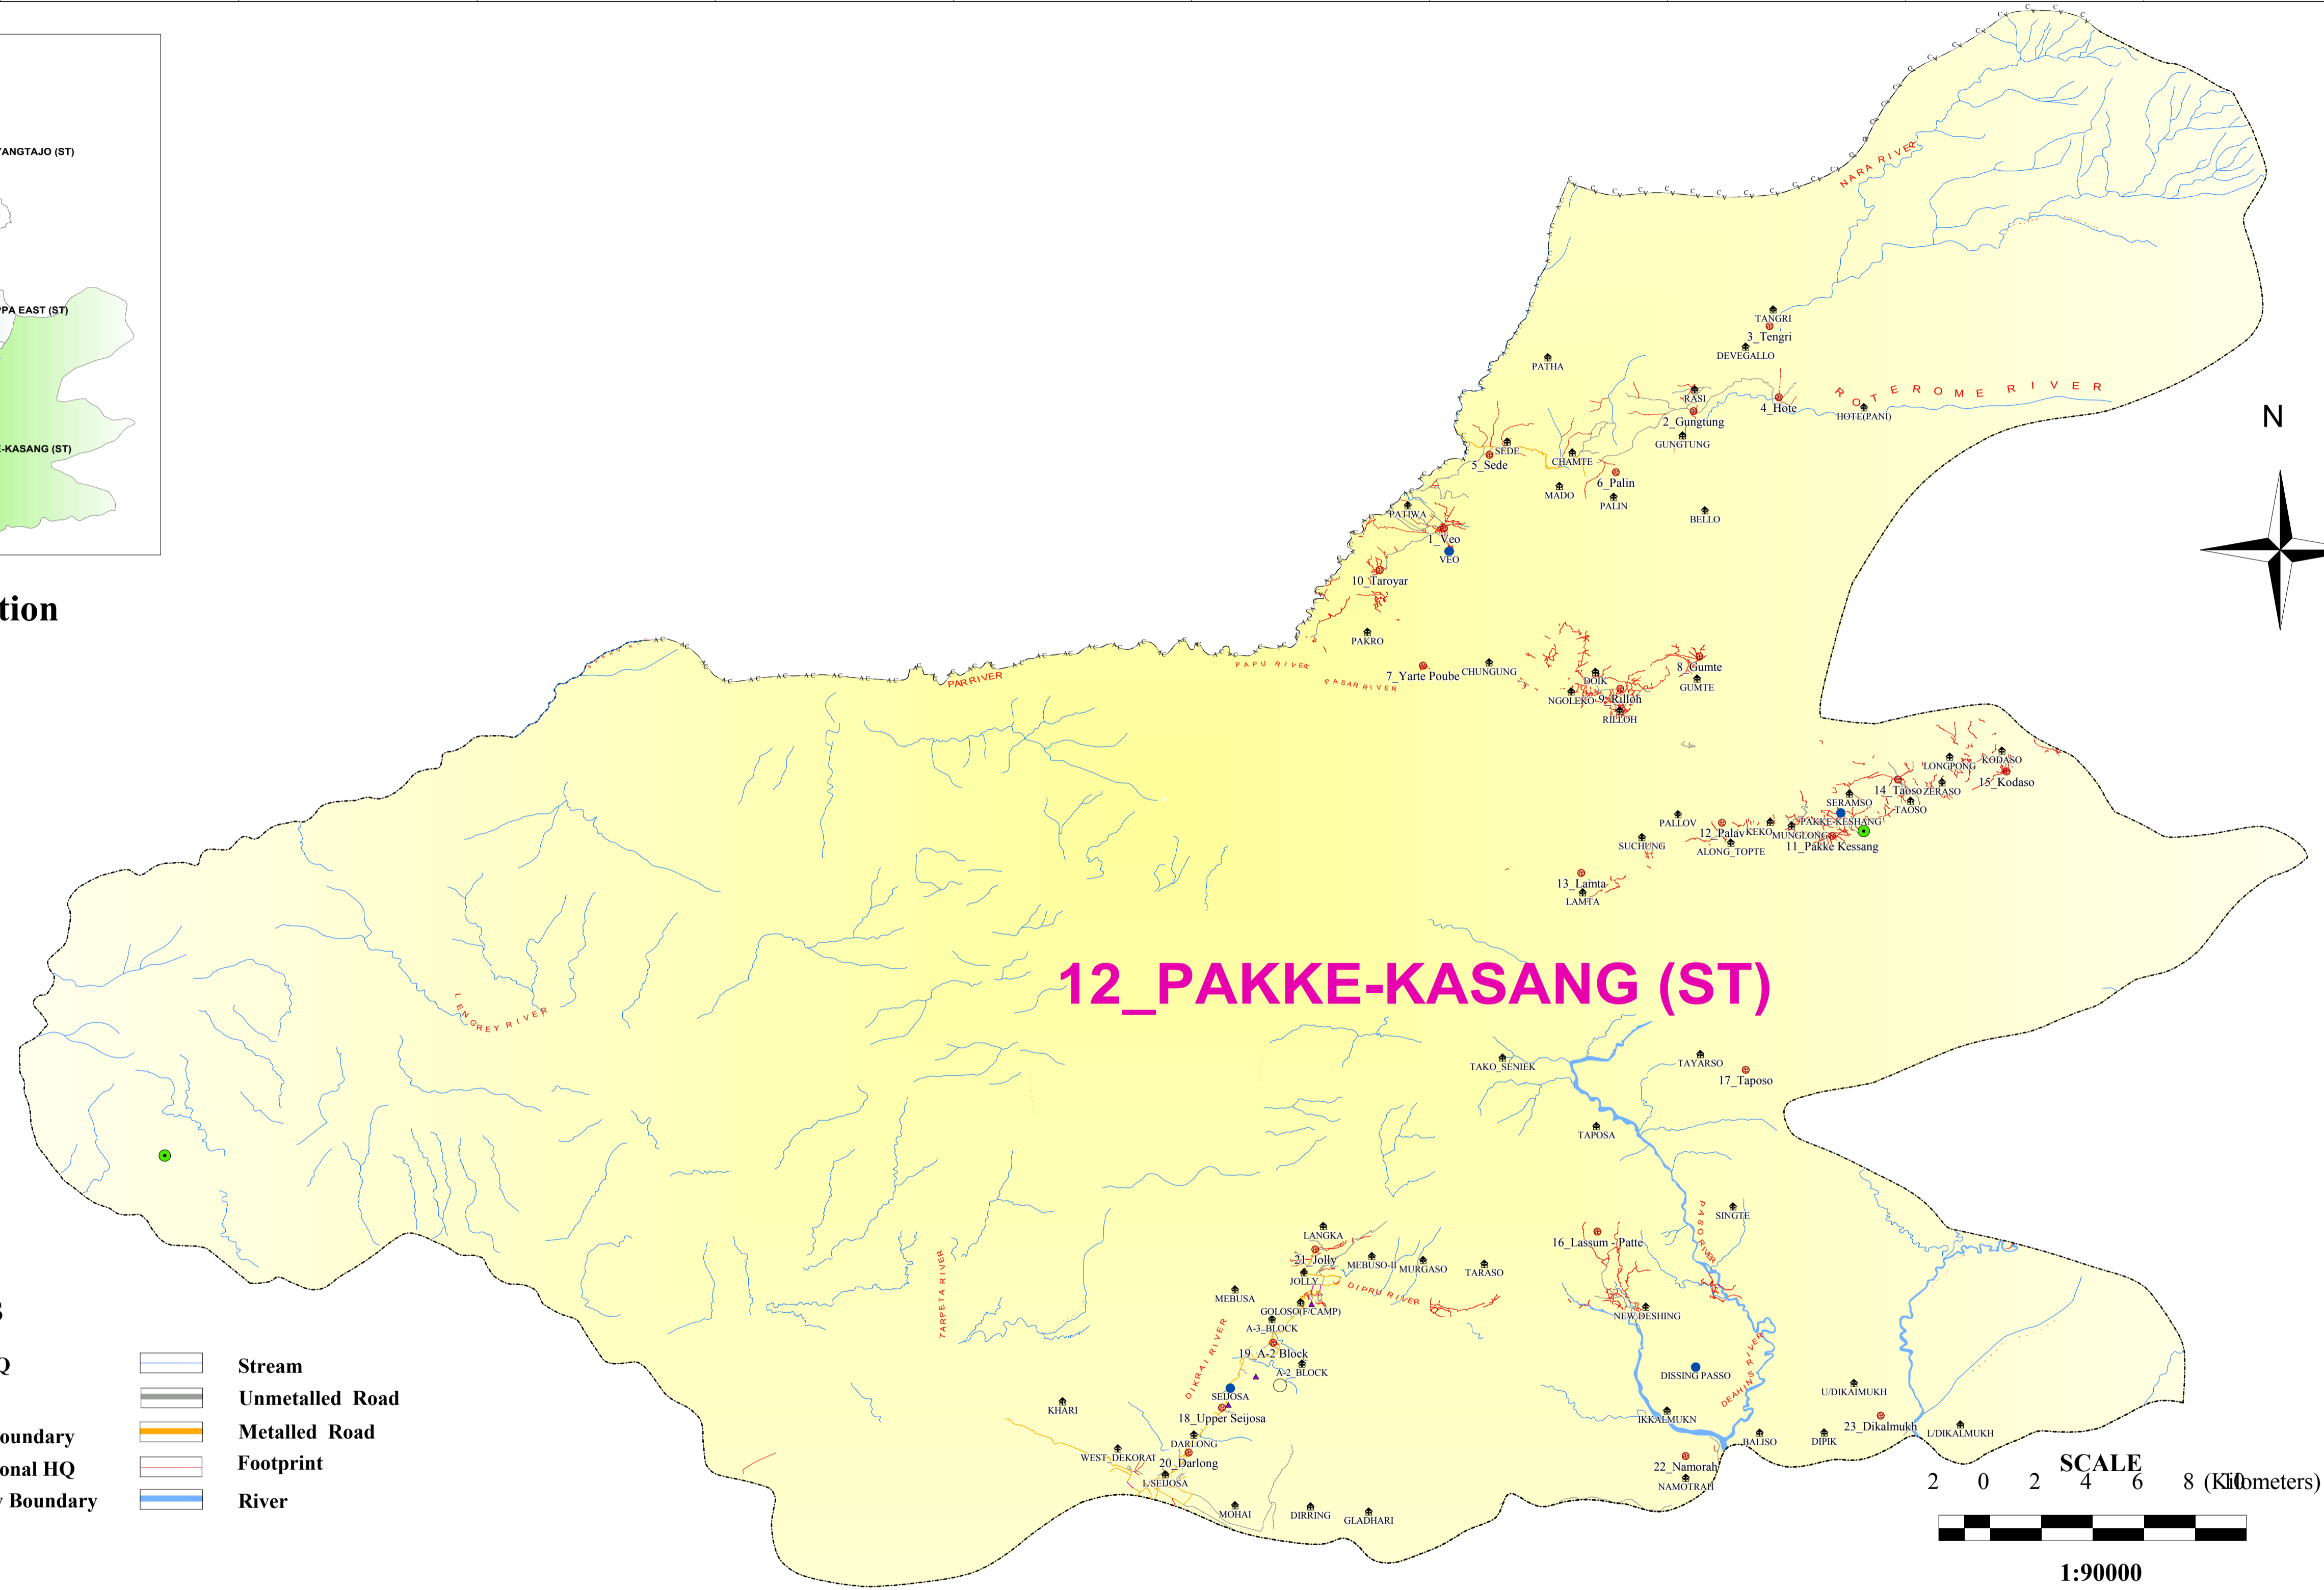 YANGTAJO (ST)
PPA EAST (ST)
E-KASANG (ST)
tion
N
NARA RIVER
TANGRI
3_Tengri
DEVEGALLO
PATHA
ROTEROME RIVER
RASI
4_Hote
HOTE(PANI)
2_Gungtung
GUNGTUNG
SEDE
5_Sede
CHAMTE
6_Palin
MADO
PALIN
BELLO
PATIWA
1_Veo
VEO
10_Taroyar
PAKRO
PAPU RIVER
PASAR RIVER
PARRIVER
7_Yarte Poube
CHUNGUNG
8_Gumte
GUMTE
DOIK
NGOLEKO
9_Rilloh
RILLOH
LONGPONG
KODASO
15_Kodaso
14_Taoso
ZERASO
TAOSO
SERAMSO
PAKKE-KESHANG
PALLOV
12_Palav
KEKO
MUNGLONG
11_Pakke Kessang
SUCHUNG
ALONG_TOPTE
13_Lamta
LAMTA
12_PAKKE-KASANG (ST)
LENGREY RIVER
TAKO_SENIEK
TAYARSO
17_Taposo
TAPOSA
PASO RIVER
SINGTE
16_Lassum - Patte
NEW DESHING
LANGKA
21_Jolly
MEBUSO-II
MURGASO
TARASO
JOLLY
DIPRU RIVER
TARPETA RIVER
MEBUSA
GOLOSO(F/CAMP)
A-3_BLOCK
19_A-2 Block
A-2_BLOCK
DIKRAI RIVER
SEIJOSA
18_Upper Seijosa
DISSING PASSO
DEAHINS RIVER
U/DIKAIMUKH
KHARI
IKKALMUKN
23_Dikalmukh
L/DIKALMUKH
DARLONG
WEST_DEKORAI
20_Darlong
BALISO
DIPIK
L/SEIJOSA
22_Namorah
NAMOTRAH
MOHAI
DIRRING
GLADHARI
S
Q
Stream
Unmetalled Road
oundary
Metalled Road
onal HQ
Footprint
y Boundary
River
SCALE
2 0 2 4 6 8 10 (Kilometers)
1:90000